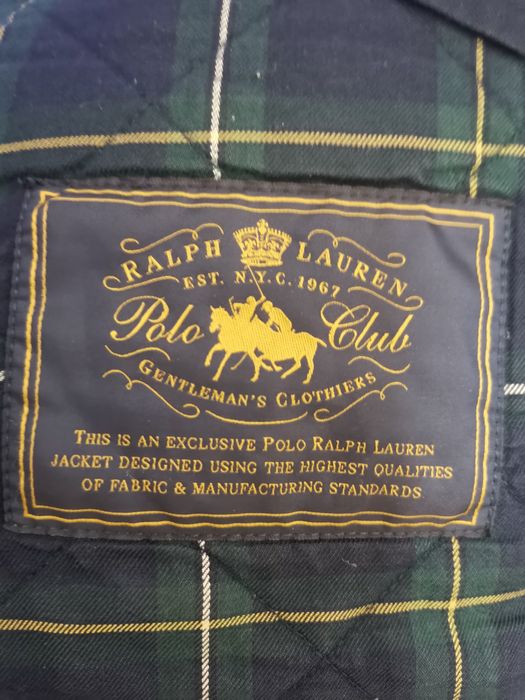 RALPH LAUREN
EST. N.Y.C. 1967
Polo Club
GENTLEMAN'S CLOTHIERS
THIS IS AN EXCLUSIVE POLO RALPH LAUREN
JACKET DESIGNED USING THE HIGHEST QUALITIES
OF FABRIC & MANUFACTURING STANDARDS